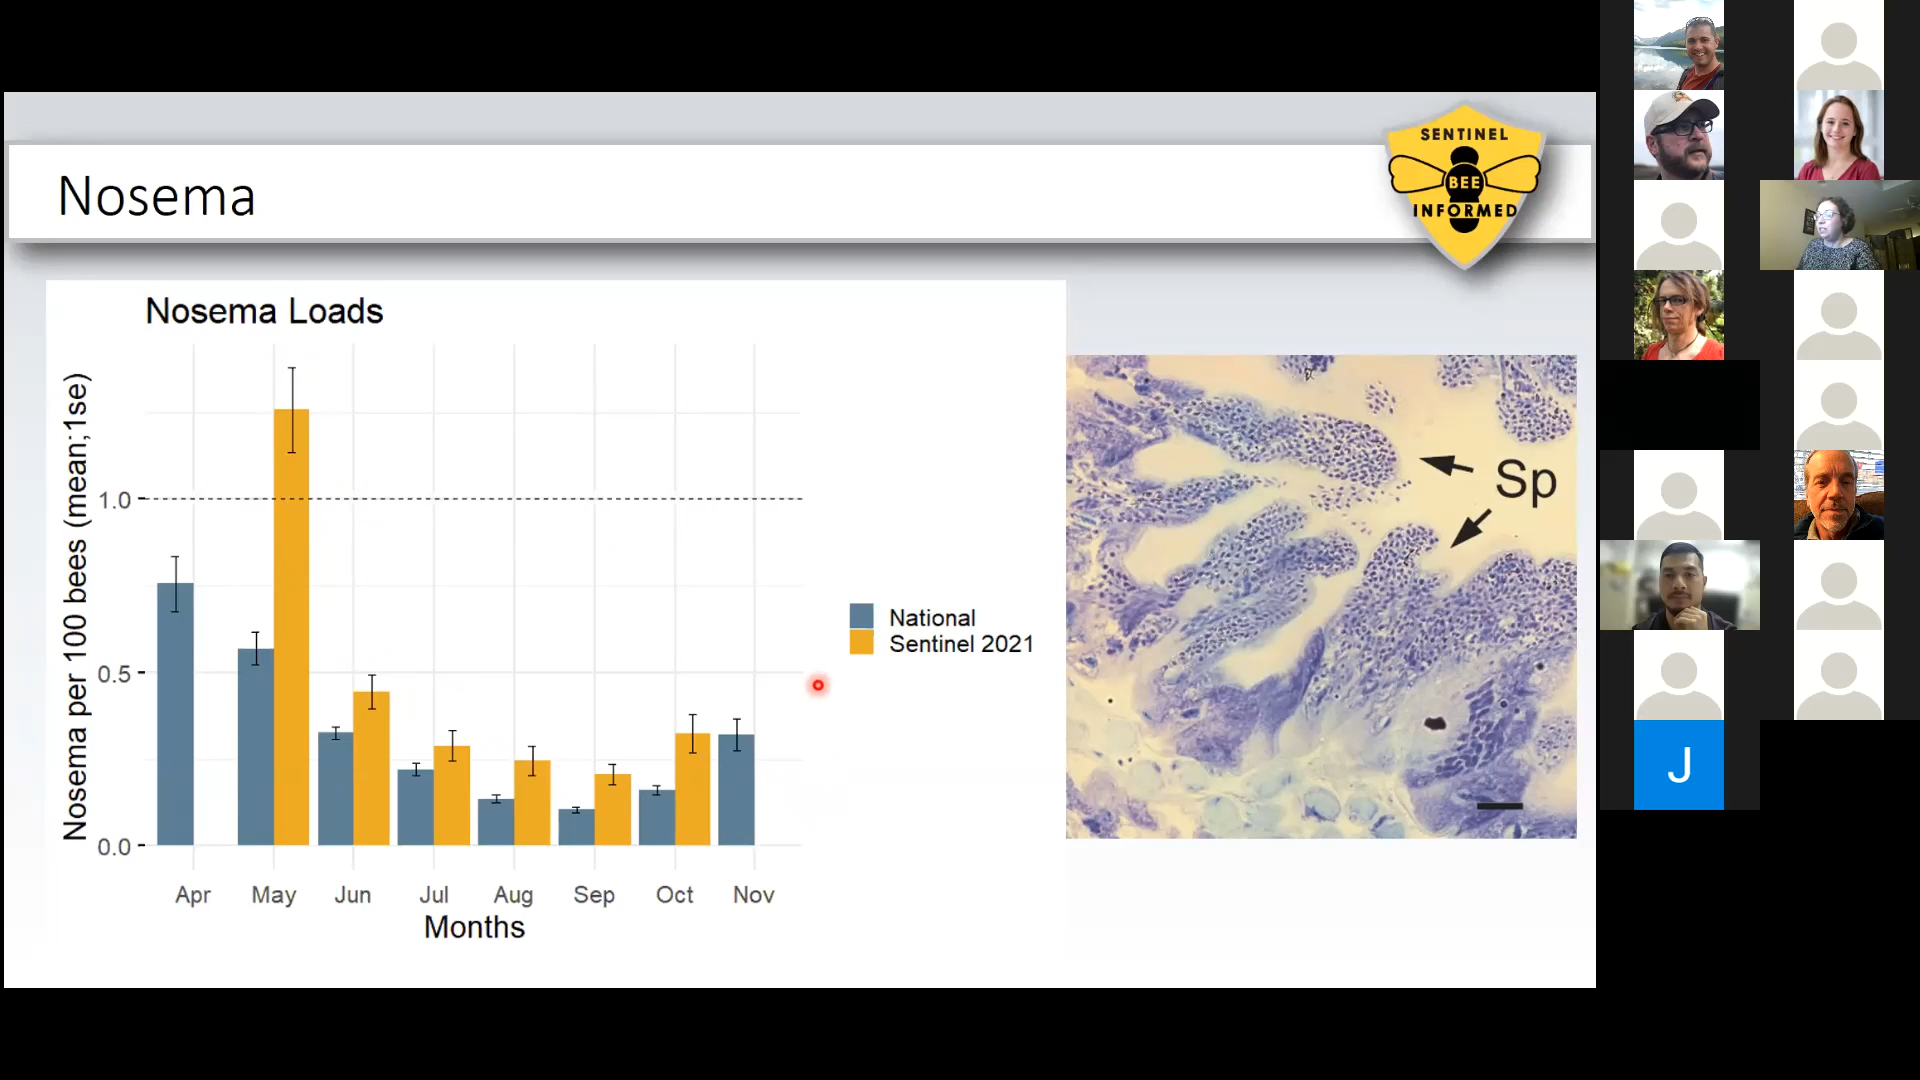 Nosema
SENTINEL
BEE
INFORMED
Nosema Loads
Nosema per 100 bees (mean;1se)
1.0
0.5
0.0
Apr May Jun Jul Aug Sep Oct Nov
Months
National
Sentinel 2021
Sp
J